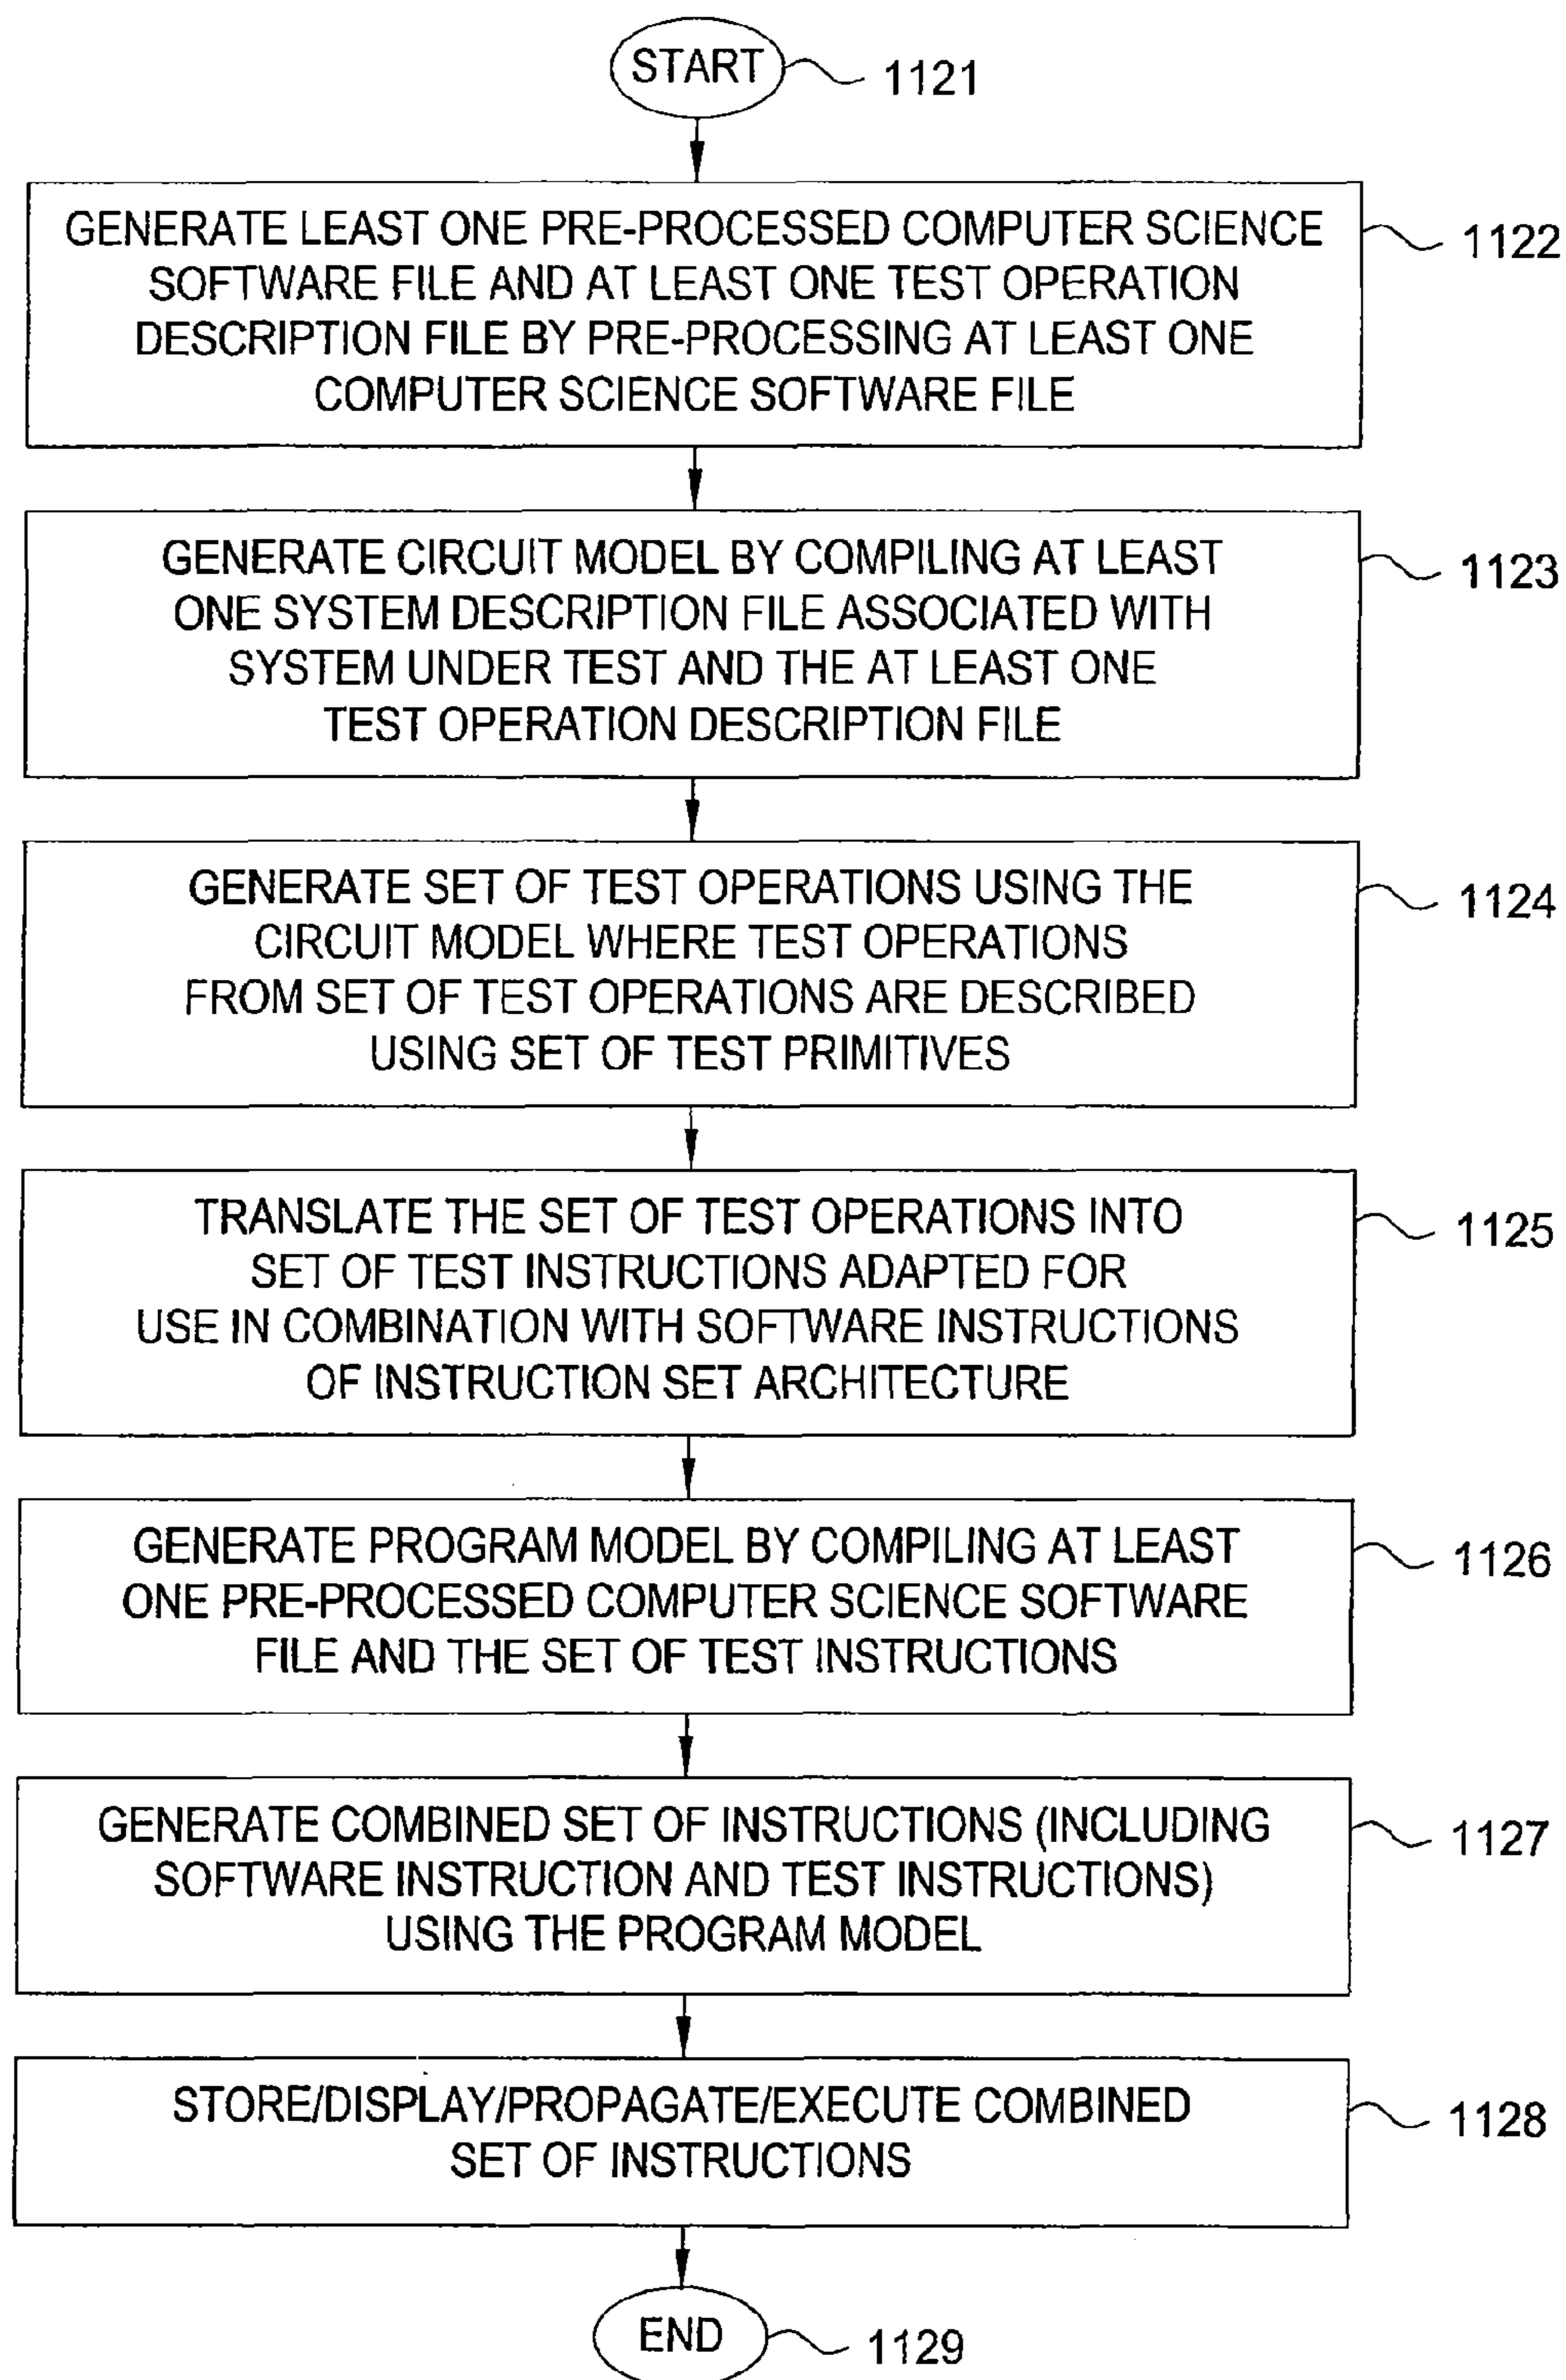 START
1121
GENERATE LEAST ONE PRE-PROCESSED COMPUTER SCIENCE
SOFTWARE FILE AND AT LEAST ONE TEST OPERATION
DESCRIPTION FILE BY PRE-PROCESSING AT LEAST ONE
COMPUTER SCIENCE SOFTWARE FILE
1122
GENERATE CIRCUIT MODEL BY COMPILING AT LEAST
ONE SYSTEM DESCRIPTION FILE ASSOCIATED WITH
SYSTEM UNDER TEST AND THE AT LEAST ONE
TEST OPERATION DESCRIPTION FILE
1123
GENERATE SET OF TEST OPERATIONS USING THE
CIRCUIT MODEL WHERE TEST OPERATIONS
FROM SET OF TEST OPERATIONS ARE DESCRIBED
USING SET OF TEST PRIMITIVES
1124
TRANSLATE THE SET OF TEST OPERATIONS INTO
SET OF TEST INSTRUCTIONS ADAPTED FOR
USE IN COMBINATION WITH SOFTWARE INSTRUCTIONS
OF INSTRUCTION SET ARCHITECTURE
1125
GENERATE PROGRAM MODEL BY COMPILING AT LEAST
ONE PRE-PROCESSED COMPUTER SCIENCE SOFTWARE
FILE AND THE SET OF TEST INSTRUCTIONS
1126
GENERATE COMBINED SET OF INSTRUCTIONS (INCLUDING
SOFTWARE INSTRUCTION AND TEST INSTRUCTIONS)
USING THE PROGRAM MODEL
1127
STORE/DISPLAY/PROPAGATE/EXECUTE COMBINED
SET OF INSTRUCTIONS
1128
END
1129